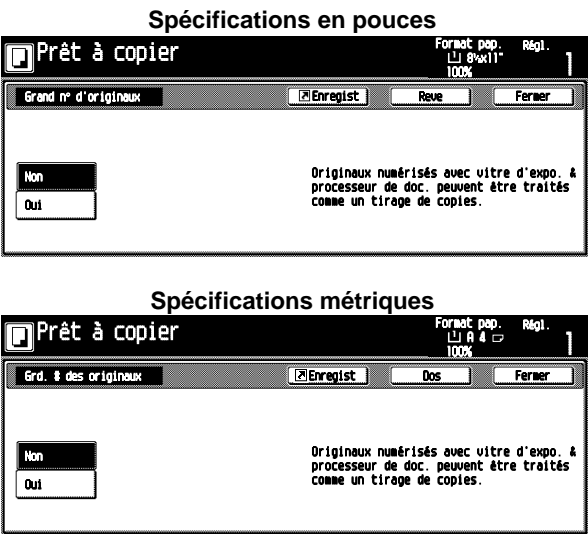 Spécifications en pouces
Prêt à copier
Format pap. Régl.
8½x11"
100%
1
Grand nº d'originaux
Enregist
Reve
Fermer
Non
Oui
Originaux numérisés avec vitre d'expo. &
processeur de doc. peuvent être traités
comme un tirage de copies.
Spécifications métriques
Prêt à copier
Format pap. Régl.
A 4
100%
1
Grd. # des originaux
Enregist
Dos
Fermer
Non
Oui
Originaux numérisés avec vitre d'expo. &
processeur de doc. peuvent être traités
comme un tirage de copies.